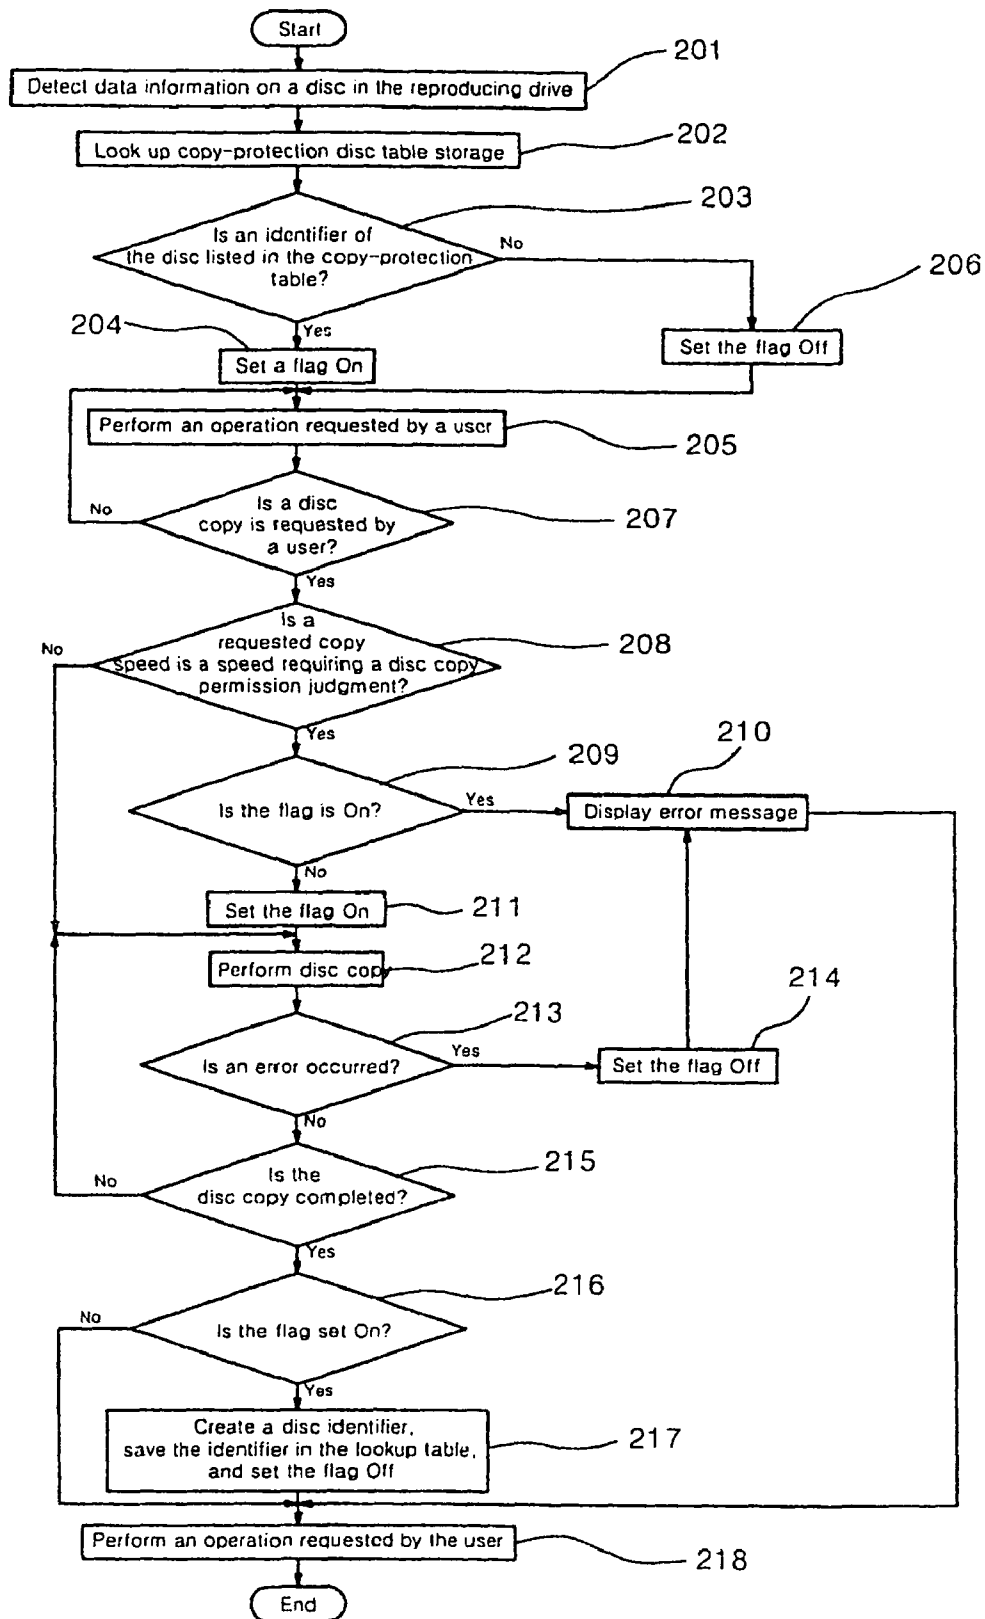 Start
201
Detect data information on a disc in the reproducing drive
202
Look up copy-protection disc table storage
203
Is an identifier of
the disc listed in the copy-protection
table?
No
206
204
Yes
Set a flag On
Set the flag Off
Perform an operation requested by a user
205
No
Is a disc
copy is requested by
a user?
207
Yes
Is a
requested copy
speed is a speed requiring a disc copy
permission judgment?
208
No
Yes
209
210
Is the flag is On?
Yes
Display error message
No
Set the flag On
211
Perform disc cop
212
214
213
Is an error occurred?
Yes
Set the flag Off
No
215
Is the
disc copy completed?
No
Yes
216
Is the flag set On?
No
Yes
Create a disc identifier,
save the identifier in the lookup table,
and set the flag Off
217
Perform an operation requested by the user
218
End